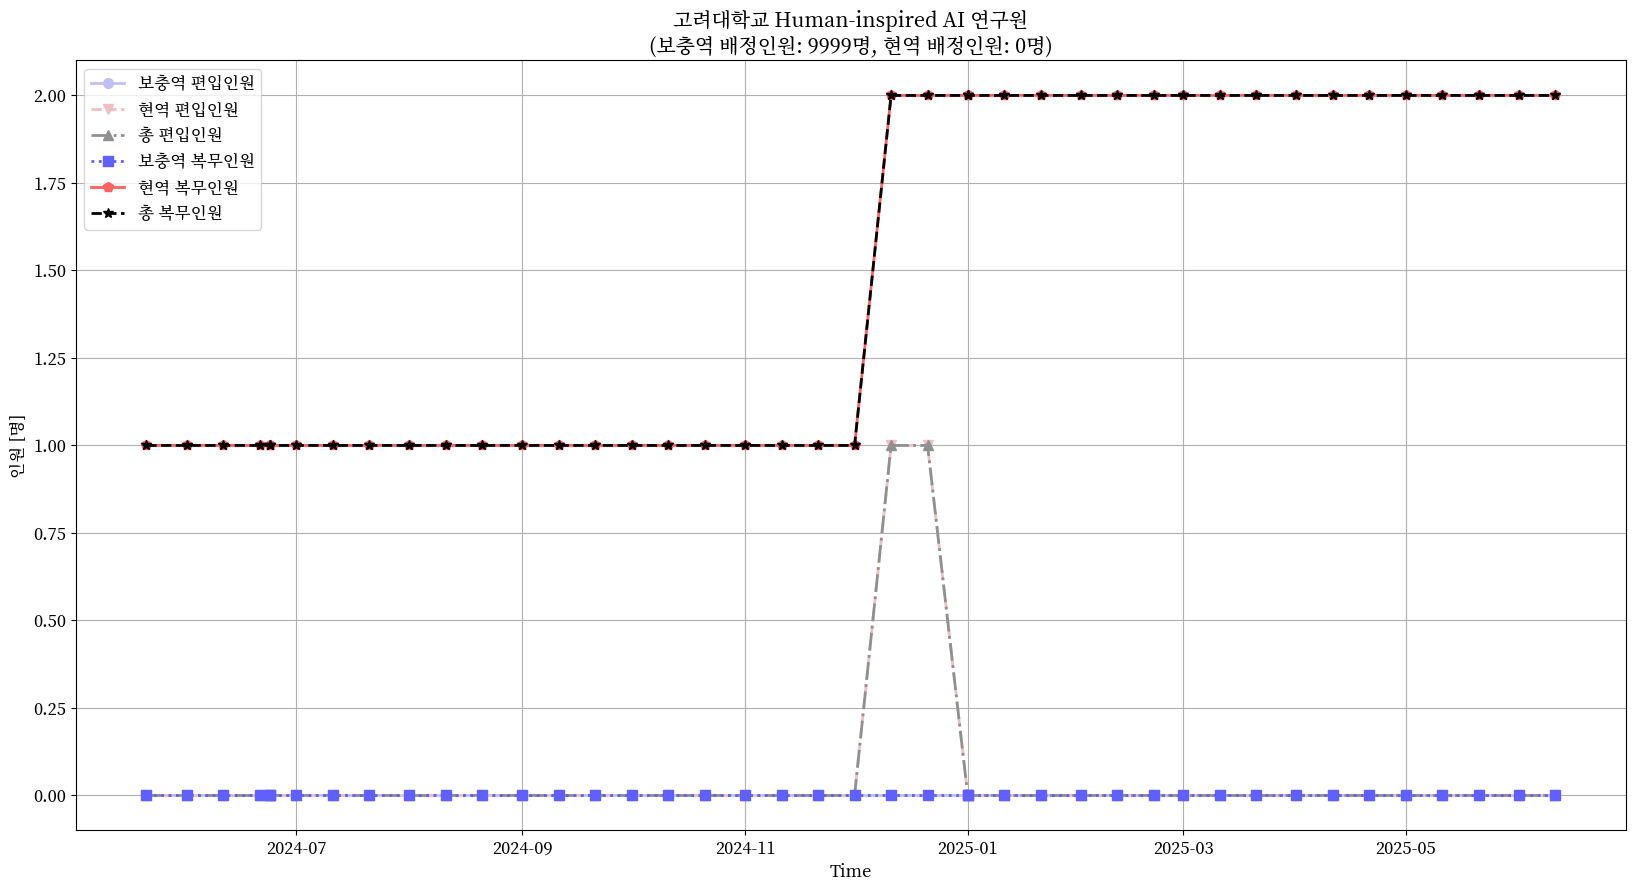 고려대학교 Human-inspired AI 연구원
(보충역 배정인원: 9999명, 현역 배정인원: 0명)
보충역 편입인원
현역 편입인원
총 편입인원
보충역 복무인원
현역 복무인원
총 복무인원
인원 [명]
2.00
1.75
1.50
1.25
1.00
0.75
0.50
0.25
0.00
2024-07
2024-09
2024-11
2025-01
2025-03
2025-05
Time